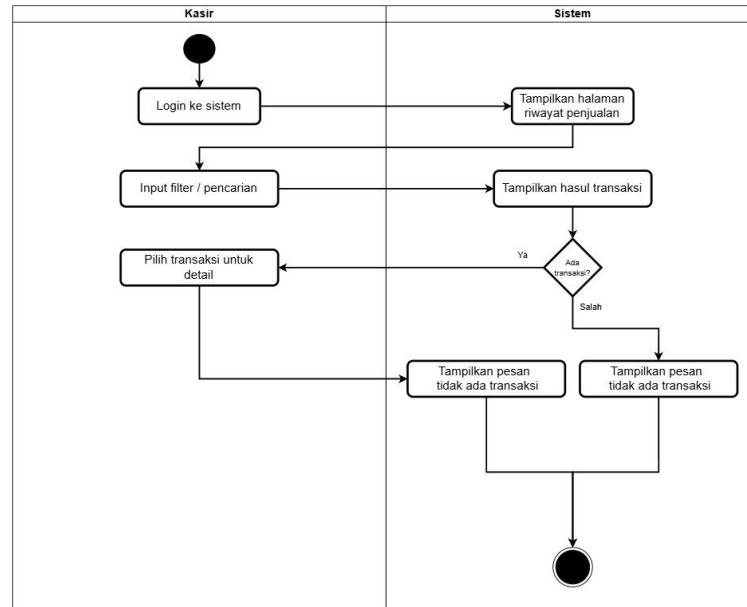 Kasir
Sistem
Login ke sistem
Tampilkan halaman
riwayat penjualan
Input filter / pencarian
Tampilkan hasul transaksi
Pilih transaksi untuk
detail
Ya
Ada
transaksi?
Salah
Tampilkan pesan
tidak ada transaksi
Tampilkan pesan
tidak ada transaksi